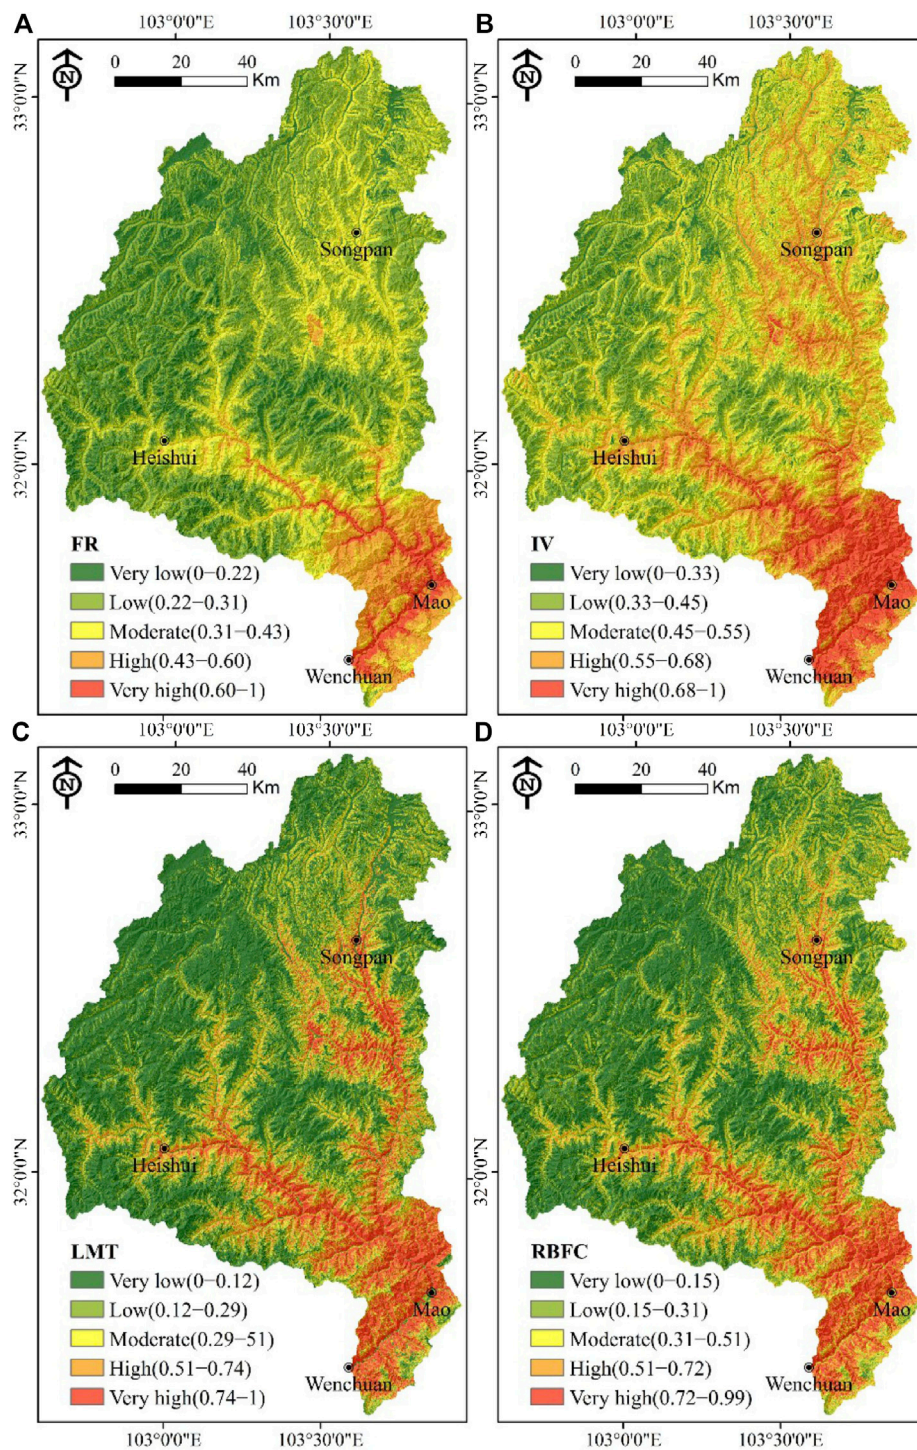 A
103°0'0"E
103°30'0"E
B
103°0'0"E
103°30'0"E
N
0 20 40
Km
N
0 20 40
Km
33°0'0"N
33°0'0"N
Songpan
Songpan
Heishui
Heishui
32°0'0"N
32°0'0"N
FR
Very low(0−0.22)
Low(0.22−0.31)
Moderate(0.31−0.43)
High(0.43−0.60)
Very high(0.60−1)
Mao
Wenchuan
IV
Very low(0−0.33)
Low(0.33−0.45)
Moderate(0.45−0.55)
High(0.55−0.68)
Very high(0.68−1)
Mao
Wenchuan
103°0'0"E
103°30'0"E
103°0'0"E
103°30'0"E
C
D
N
0 20 40
Km
N
0 20 40
Km
33°0'0"N
33°0'0"N
Songpan
Songpan
Heishui
Heishui
32°0'0"N
32°0'0"N
LMT
Very low(0−0.12)
Low(0.12−0.29)
Moderate(0.29−51)
High(0.51−0.74)
Very high(0.74−1)
Mao
Wenchuan
RBFC
Very low(0−0.15)
Low(0.15−0.31)
Moderate(0.31−0.51)
High(0.51−0.72)
Very high(0.72−0.99)
Mao
Wenchuan
103°0'0"E
103°30'0"E
103°0'0"E
103°30'0"E